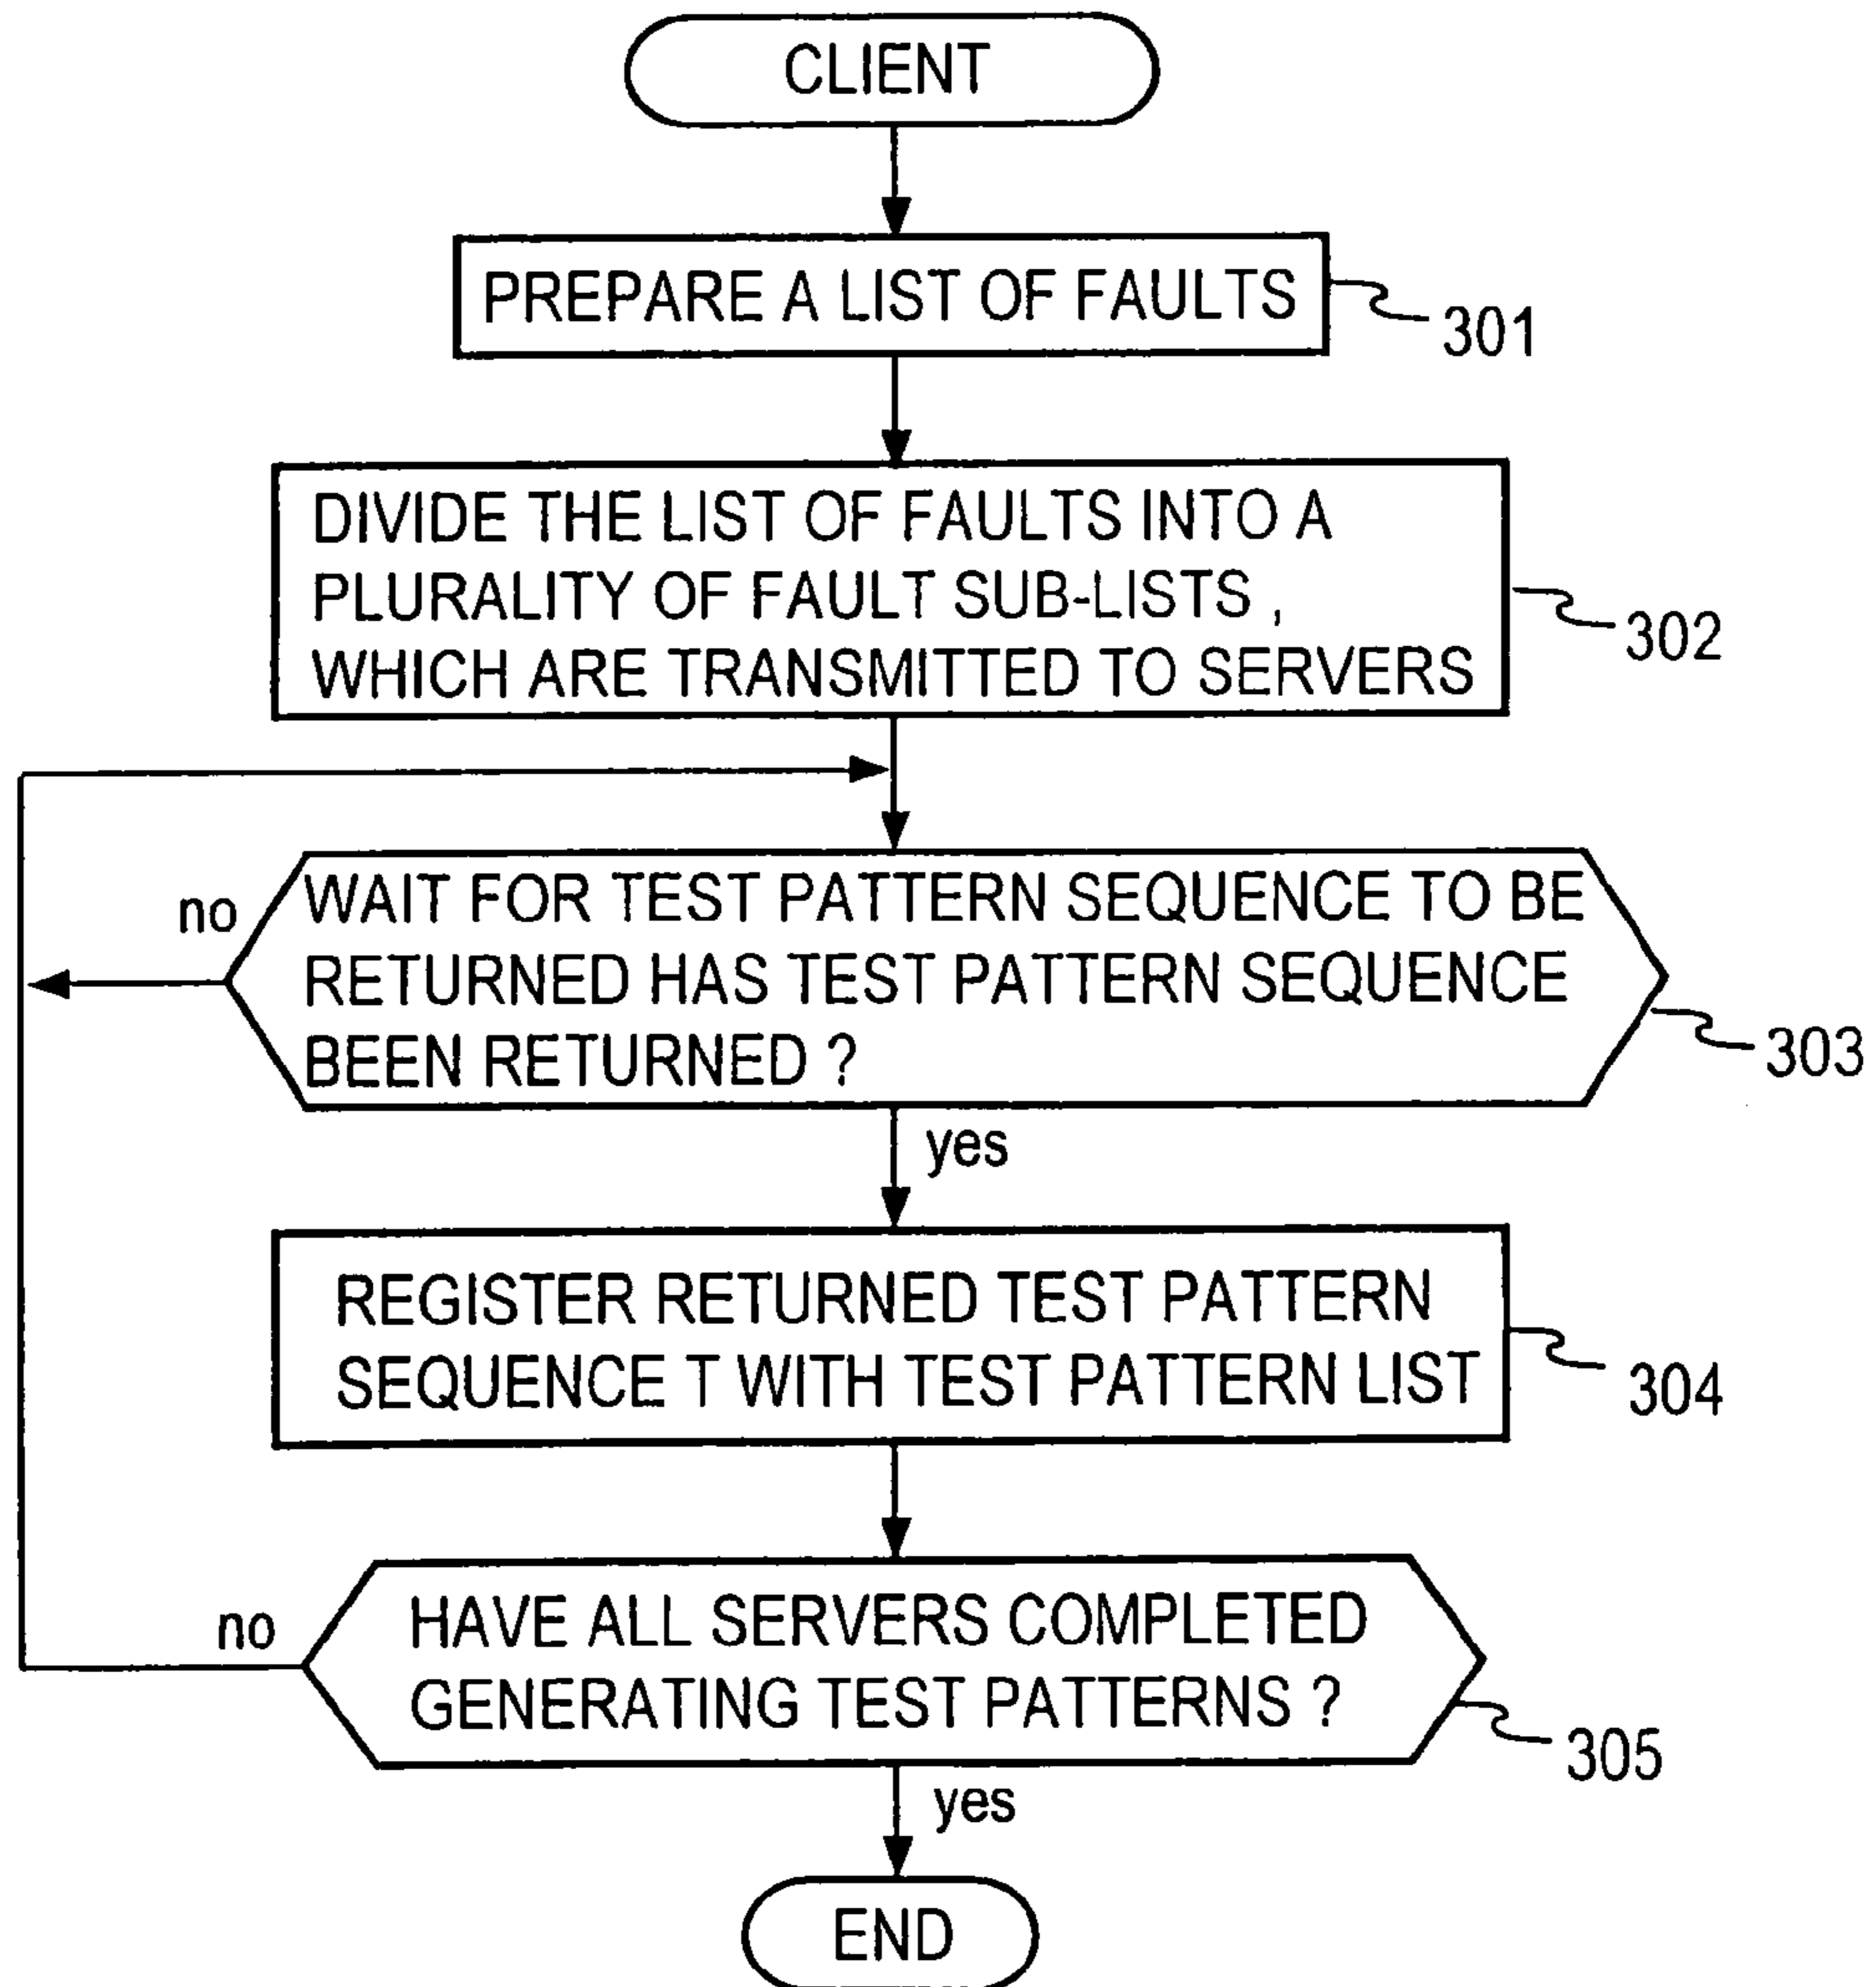 CLIENT
PREPARE A LIST OF FAULTS
301
DIVIDE THE LIST OF FAULTS INTO A
PLURALITY OF FAULT SUB-LISTS ,
WHICH ARE TRANSMITTED TO SERVERS
302
no
WAIT FOR TEST PATTERN SEQUENCE TO BE
RETURNED HAS TEST PATTERN SEQUENCE
BEEN RETURNED ?
303
yes
REGISTER RETURNED TEST PATTERN
SEQUENCE T WITH TEST PATTERN LIST
304
no
HAVE ALL SERVERS COMPLETED
GENERATING TEST PATTERNS ?
305
yes
END